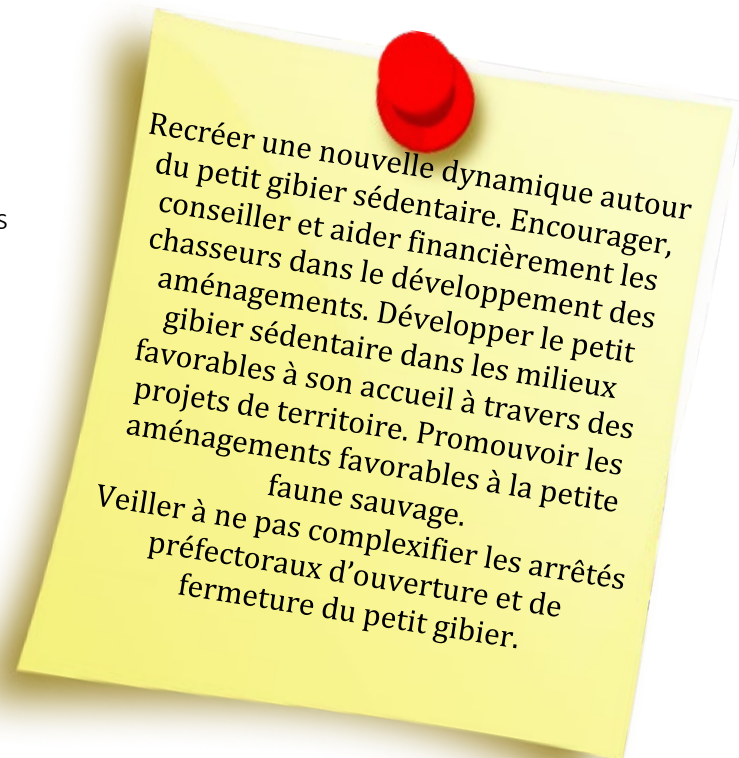 s
Recréer une nouvelle dynamique autour
du petit gibier sédentaire. Encourager,
conseiller et aider financièrement les
chasseurs dans le développement des
aménagements. Développer le petit
gibier sédentaire dans les milieux
favorables à son accueil à travers des
projets de territoire. Promouvoir les
aménagements favorables à la petite
faune sauvage.
Veiller à ne pas complexifier les arrêtés
préfectoraux d’ouverture et de
fermeture du petit gibier.